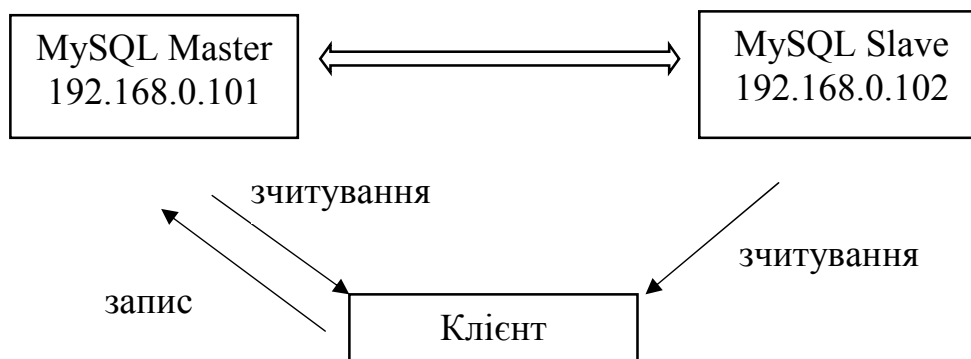 MySQL Master
192.168.0.101
MySQL Slave
192.168.0.102
зчитування
зчитування
запис
Клієнт